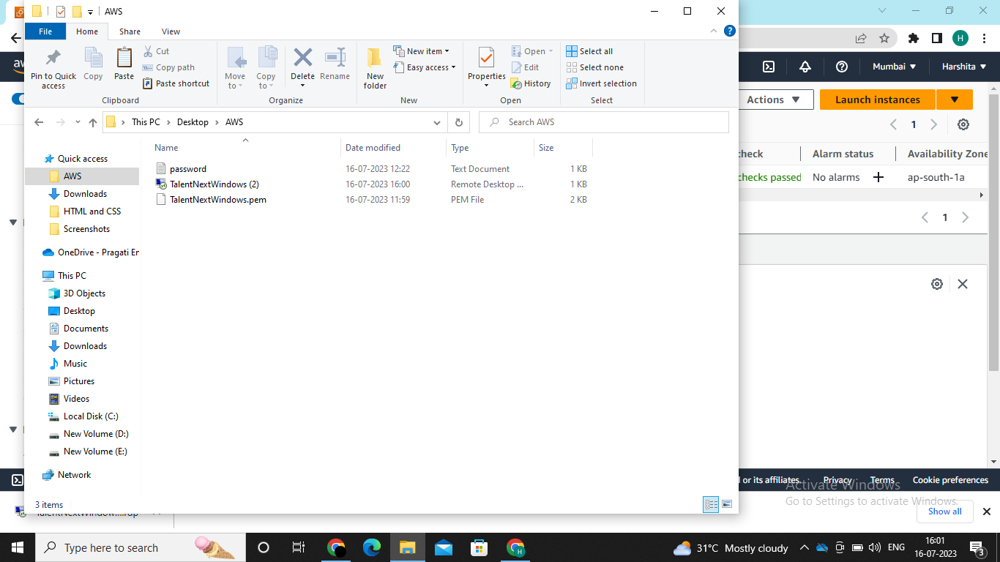 AWS
File Home Share View
Pin to Quick access
Copy
Paste
Cut
Copy path
Paste shortcut
Clipboard
Move to
Copy to
Delete
Rename
Organize
New folder
New item
Easy access
New
Properties
Open
Edit
History
Open
Select all
Select none
Invert selection
Select
This PC > Desktop > AWS
Search AWS
Name Date modified Type Size
password 16-07-2023 12:22 Text Document 1 KB
TalentNextWindows (2) 16-07-2023 16:00 Remote Desktop ... 1 KB
TalentNextWindows.pem 16-07-2023 11:59 PEM File 2 KB
Quick access
AWS
Downloads
HTML and CSS
Screenshots
OneDrive - Pragati En
This PC
3D Objects
Desktop
Documents
Downloads
Music
Pictures
Videos
Local Disk (C:)
New Volume (D:)
New Volume (E:)
Network
3 items
H
Mumbai Harshita
Actions Launch instances
1
check Alarm status Availability Zone
checks passed No alarms + ap-south-1a
1
or its affiliates. Privacy Terms Cookie preferences
Activate Windows
Go to Settings to activate Windows.
Show all
Type here to search
31°C Mostly cloudy
ENG
16:01
16-07-2023
3